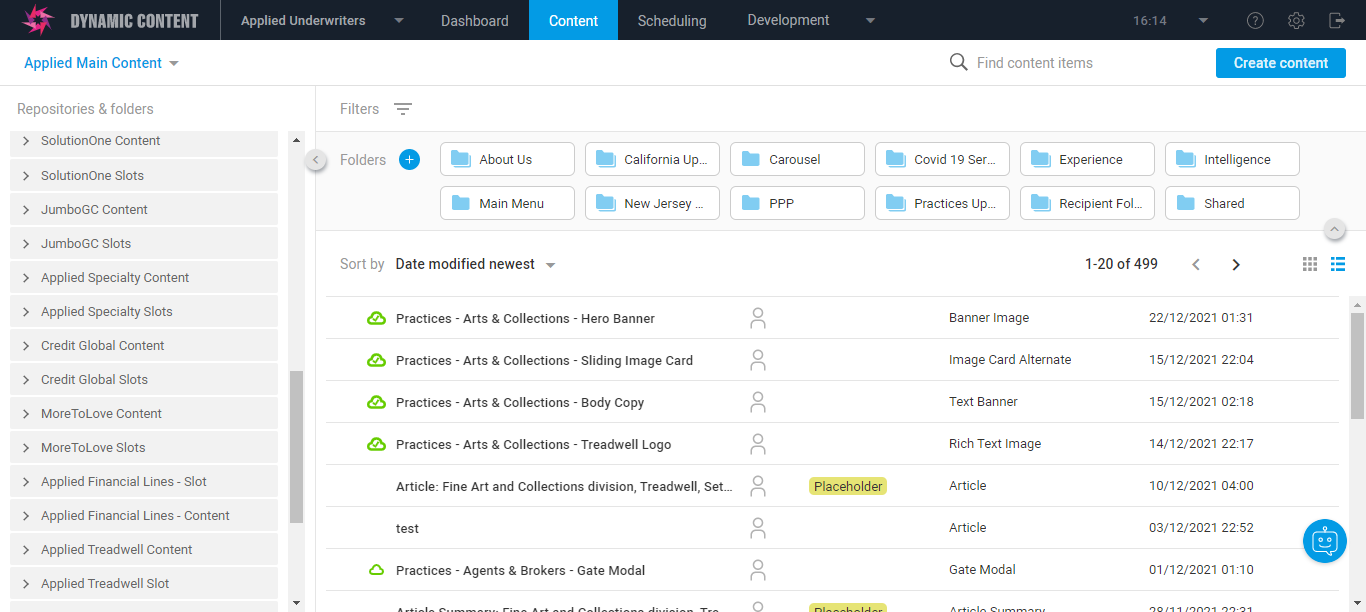 DYNAMIC CONTENT Applied Underwriters Dashboard Content Scheduling Development 16:14
Applied Main Content Find content items Create content
Repositories & folders
SolutionOne Content
SolutionOne Slots
JumboGC Content
JumboGC Slots
Applied Specialty Content
Applied Specialty Slots
Credit Global Content
Credit Global Slots
MoreToLove Content
MoreToLove Slots
Applied Financial Lines - Slot
Applied Financial Lines - Content
Applied Treadwell Content
Applied Treadwell Slot
Filters
Folders
About Us California Up... Carousel Covid 19 Ser... Experience Intelligence
Main Menu New Jersey ... PPP Practices Up... Recipient Fol... Shared
Sort by Date modified newest 1-20 of 499
Practices - Arts & Collections - Hero Banner Banner Image 22/12/2021 01:31
Practices - Arts & Collections - Sliding Image Card Image Card Alternate 15/12/2021 22:04
Practices - Arts & Collections - Body Copy Text Banner 15/12/2021 02:18
Practices - Arts & Collections - Treadwell Logo Rich Text Image 14/12/2021 22:17
Article: Fine Art and Collections division, Treadwell, Set... Placeholder Article 10/12/2021 04:00
test Article 03/12/2021 22:52
Practices - Agents & Brokers - Gate Modal Gate Modal 01/12/2021 01:10
Article Summary: Fine Art and Collections division, Tre... Placeholder Article Summary 28/11/2021 22:31